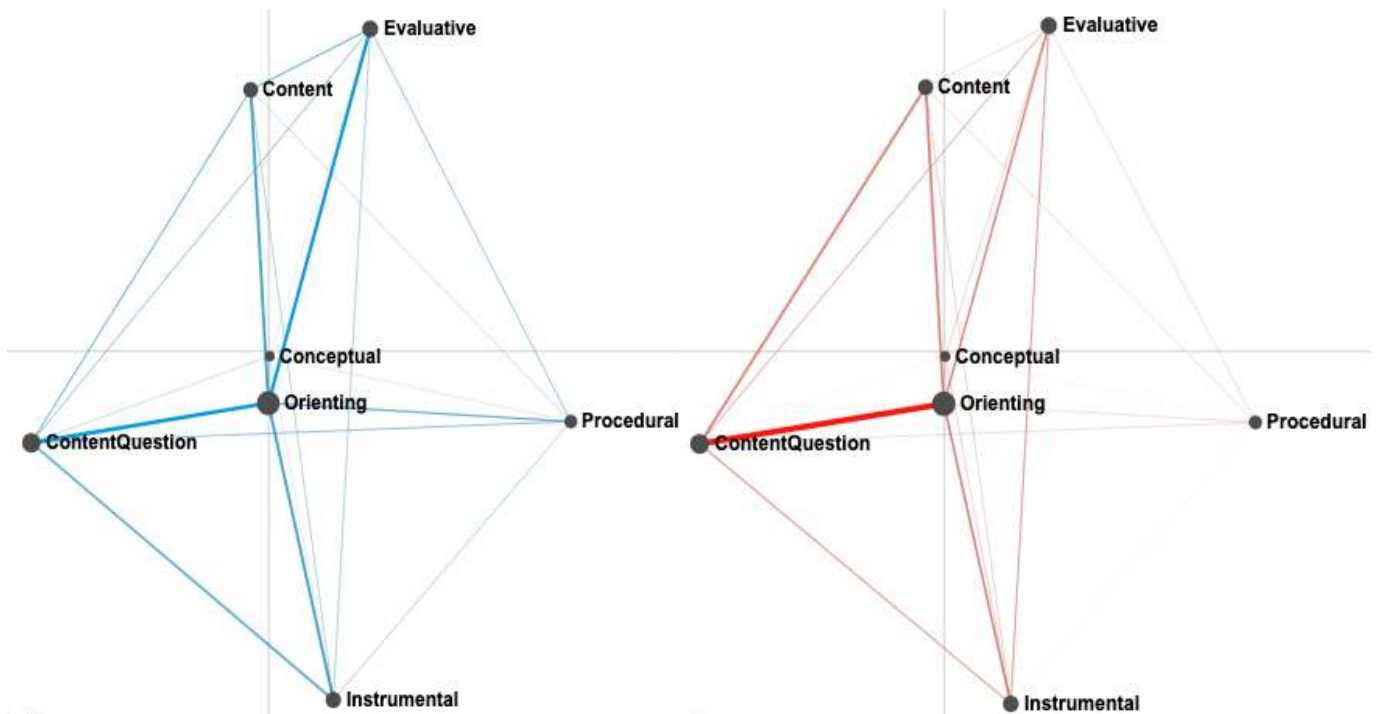 Evaluative
Content
Conceptual
Orienting
Procedural
ContentQuestion
Instrumental
Evaluative
Content
Conceptual
Orienting
Procedural
ContentQuestion
Instrumental